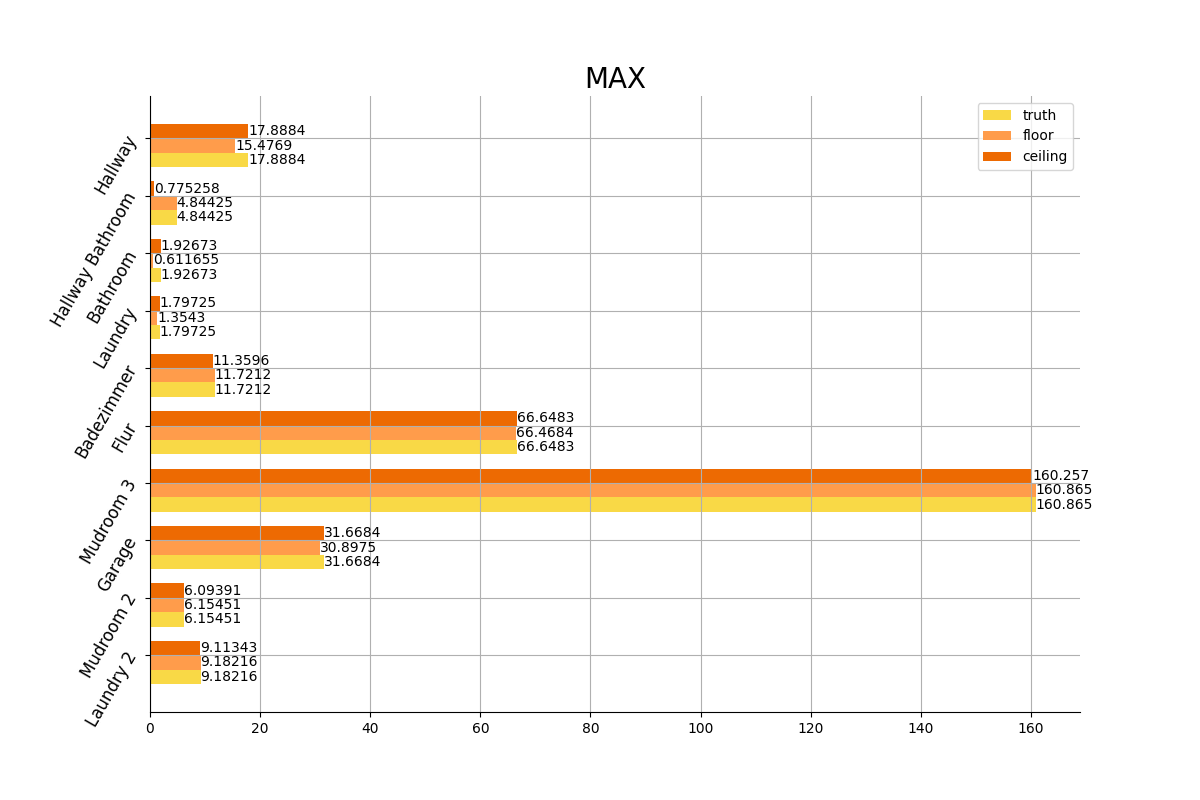 MAX
truth
floor
ceiling
Hallway
17.8884
15.4769
17.8884
Hallway Bathroom
0.775258
4.84425
4.84425
Bathroom
1.92673
0.611655
1.92673
Laundry
1.79725
1.3543
1.79725
Badezimmer
11.3596
11.7212
11.7212
Flur
66.6483
66.4684
66.6483
Mudroom 3
160.257
160.865
160.865
Garage
31.6684
30.8975
31.6684
Mudroom 2
6.09391
6.15451
6.15451
Laundry 2
9.11343
9.18216
9.18216
0 20 40 60 80 100 120 140 160